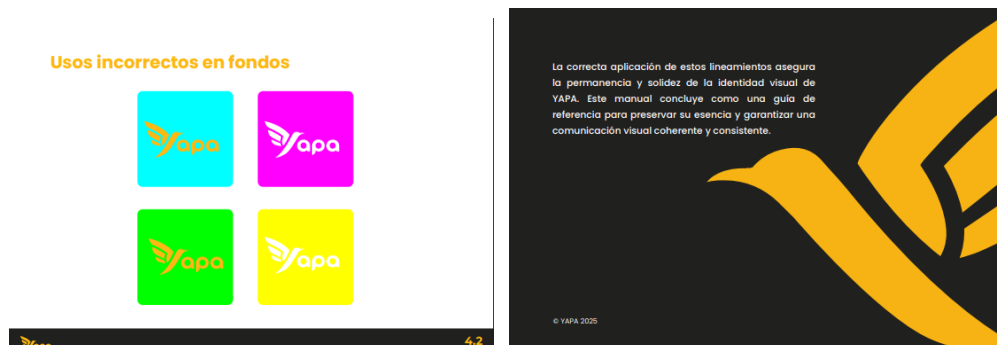 Usos incorrectos en fondos
Yapa
Yapa
Yapa
Yapa
Yapa
4.2
La correcta aplicación de estos lineamientos asegura
la permanencia y solidez de la identidad visual de
YAPA. Este manual concluye como una guía de
referencia para preservar su esencia y garantizar una
comunicación visual coherente y consistente.
© YAPA 2025